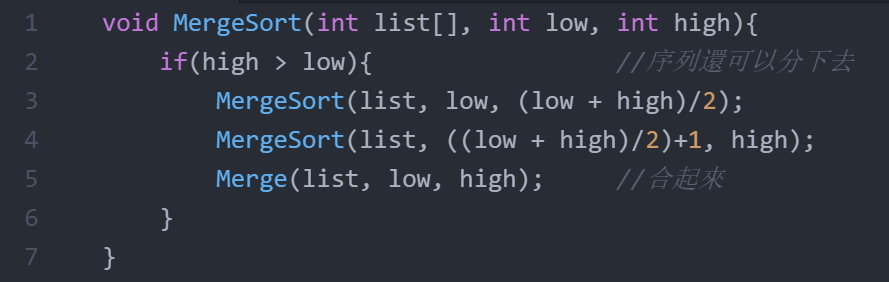 1 void MergeSort(int list[], int low, int high){
2 if(high > low){ //序列還可以分下去
3 MergeSort(list, low, (low + high)/2);
4 MergeSort(list, ((low + high)/2)+1, high);
5 Merge(list, low, high); //合起來
6 }
7 }